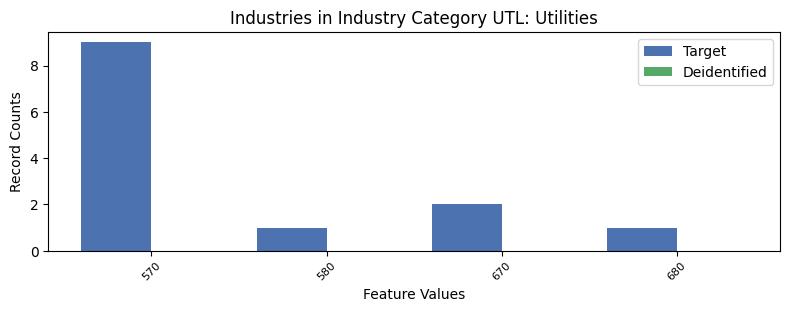 Industries in Industry Category UTL: Utilities
Target
Deidentified
Record Counts
8
6
4
2
0
570
580
670
680
Feature Values